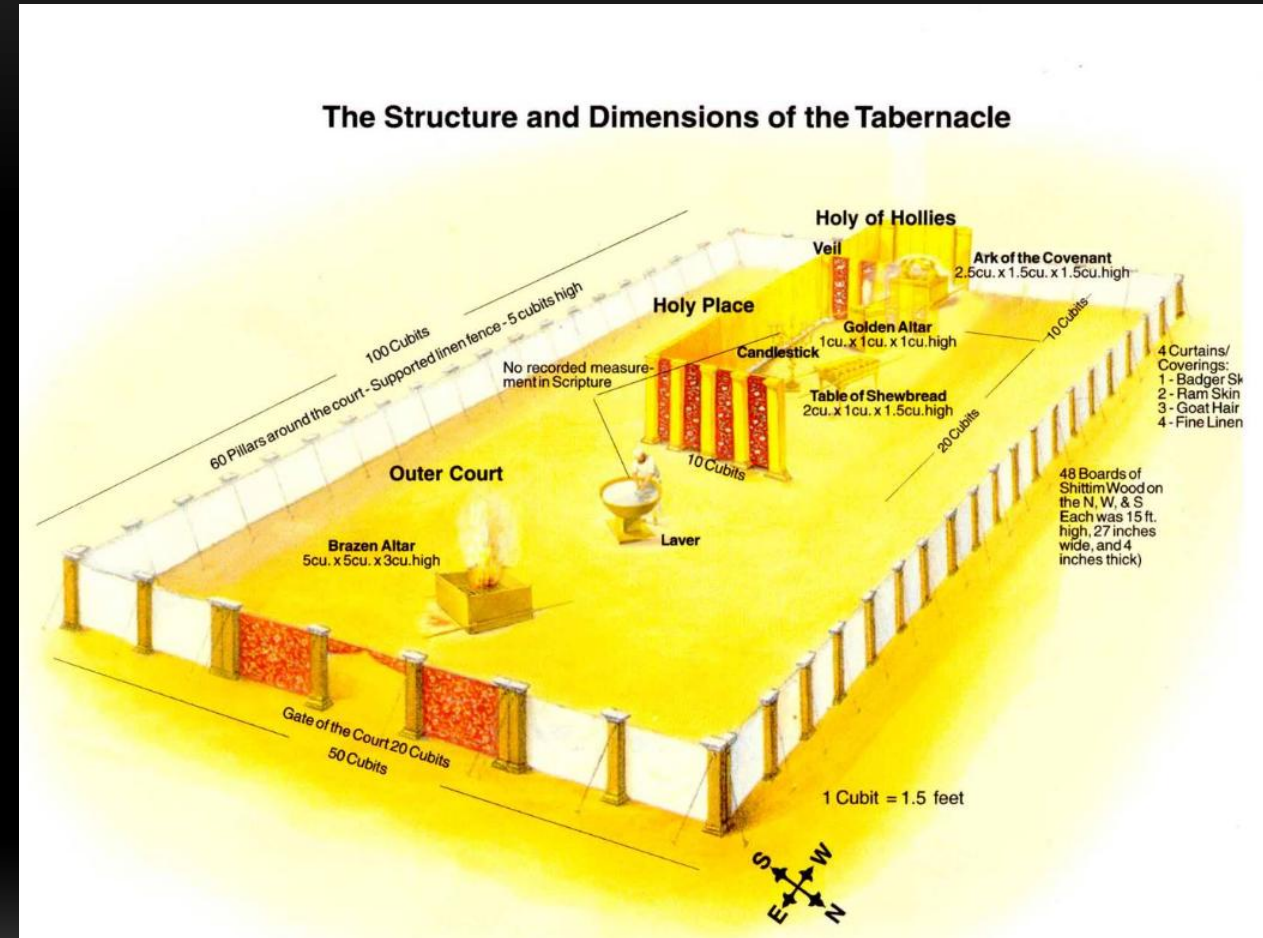 The Structure and Dimensions of the Tabernacle
Holy of Hollies
Veil
Ark of the Covenant
2.5cu. x 1.5cu. x 1.5cu.high
Holy Place
100 Cubits
60 Pillars around the court - Supported linen fence - 5 cubits high
Golden Altar
1cu. x 1cu. x 1cu.high
10 Cubits
Candlestick
No recorded measure-
ment in Scripture
Table of Shewbread
2cu. x 1cu. x 1.5cu.high
20 Cubits
4 Curtains/
Coverings:
1 - Badger Sk
2 - Ram Skin
3 - Goat Hair
4 - Fine Linen
10 Cubits
Outer Court
48 Boards of
Shittim Wood on
the N, W, & S
Each was 15 ft.
high, 27 inches
wide, and 4
inches thick)
Laver
Brazen Altar
5cu. x 5cu. x 3cu.high
Gate of the Court 20 Cubits
50 Cubits
1 Cubit = 1.5 feet
S W
E N